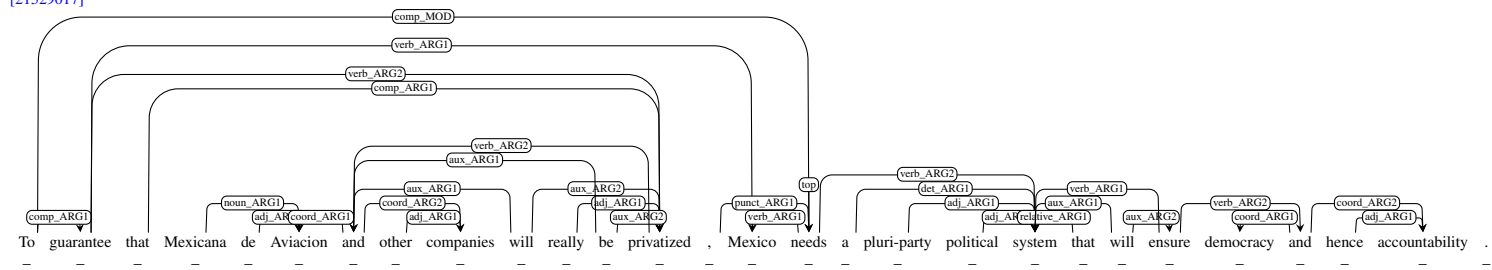 [21529017]
comp_MOD
verb_ARG1
verb_ARG2
comp_ARG1
verb_ARG2
aux_ARG1
verb_ARG2
top
aux_ARG1 aux_ARG2 det_ARG1 verb_ARG1
noun_ARG1 coord_ARG2 adj_ARG1 punct_ARG1 adj_ARG1 aux_ARG1 verb_ARG2 coord_ARG2
comp_ARG1 coord_ARG1 adj_ARG1 aux_ARG2 verb_ARG1 relative_ARG1 aux_ARG2 coord_ARG1 adj_ARG1
To guarantee that Mexicana de Aviacion and other companies will really be privatized , Mexico needs a pluri-party political system that will ensure democracy and hence accountability .
_ _ _ _ _ _ _ _ _ _ _ _ _ _ _ _ _ _ _ _ _ _ _ _ _ _ _ _